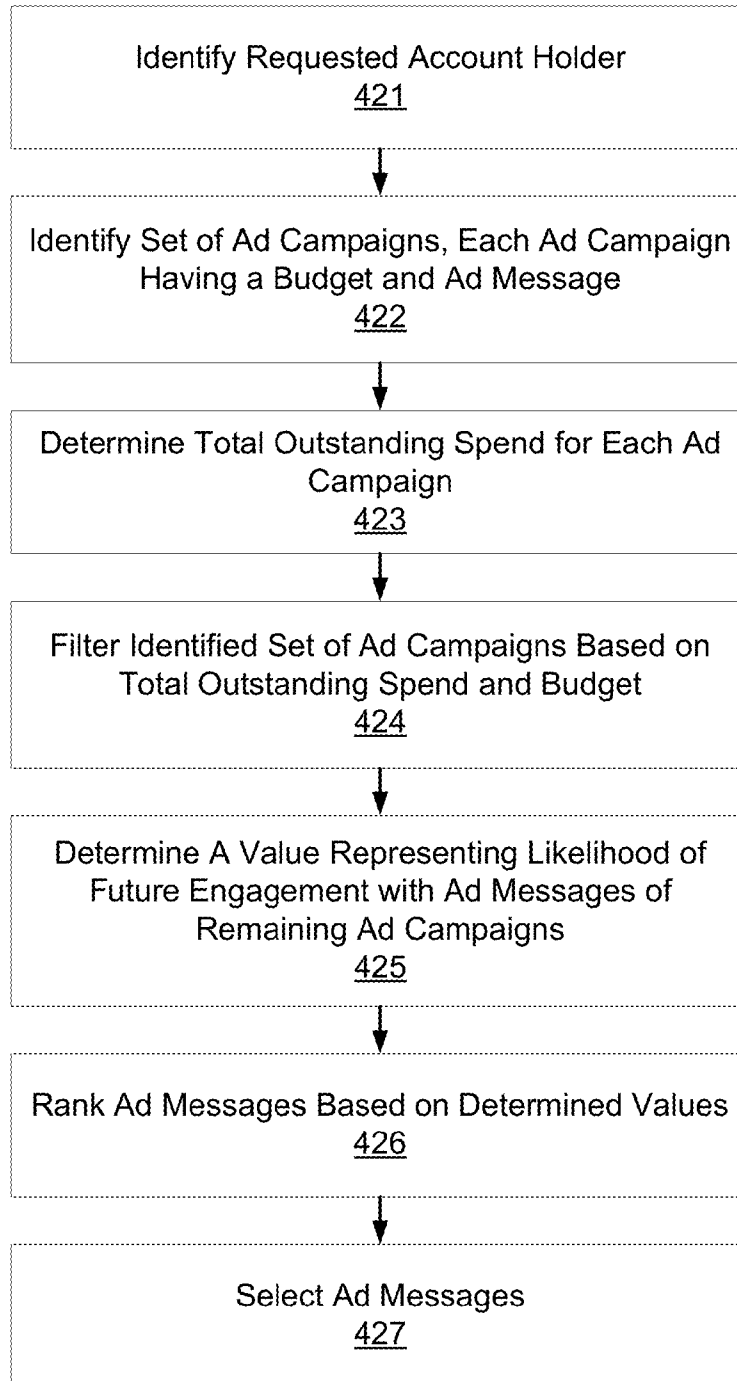 Identify Requested Account Holder
421
Identify Set of Ad Campaigns, Each Ad Campaign
Having a Budget and Ad Message
422
Determine Total Outstanding Spend for Each Ad
Campaign
423
Filter Identified Set of Ad Campaigns Based on
Total Outstanding Spend and Budget
424
Determine A Value Representing Likelihood of
Future Engagement with Ad Messages of
Remaining Ad Campaigns
425
Rank Ad Messages Based on Determined Values
426
Select Ad Messages
427